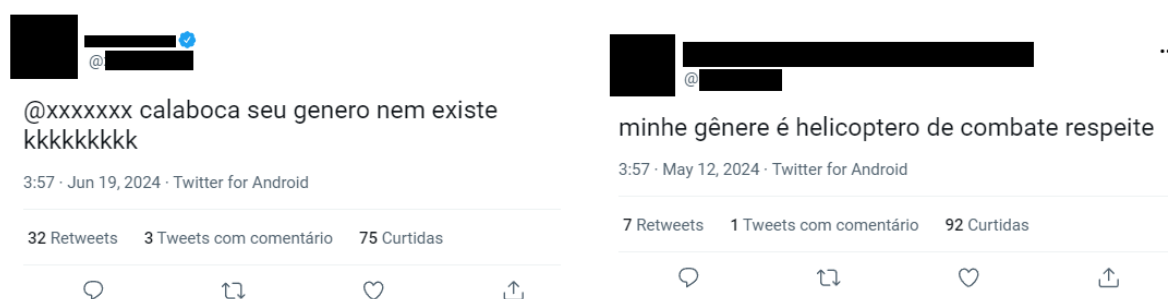 @
@xxxxxxx calaboca seu genero nem existe
kkkkkkkkk
3:57 · Jun 19, 2024 · Twitter for Android
32 Retweets 3 Tweets com comentário 75 Curtidas
@
minhe gênere é helicoptero de combate respeite
3:57 · May 12, 2024 · Twitter for Android
7 Retweets 1 Tweets com comentário 92 Curtidas